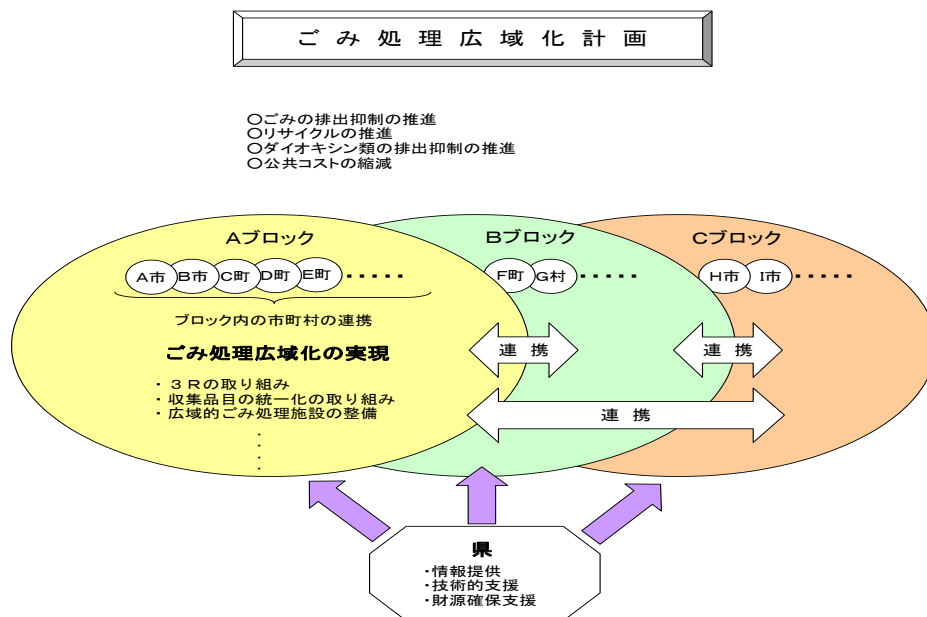 ごみ処理広域化計画
〇ごみの排出抑制の推進
〇リサイクルの推進
〇ダイオキシン類の排出抑制の推進
〇公共コストの縮減
Aブロック
Bブロック
Cブロック
A市 B市 C町 D町 E町 ・・・・・
F町 G村 ・・・・・
H市 I市 ・・・・・
ブロック内の市町村の連携
ごみ処理広域化の実現
・３Rの取り組み
・収集品目の統一化の取り組み
・広域的ごみ処理施設の整備
・
・
・
・
連携
連携
連携
県
・情報提供
・技術的支援
・財源確保支援